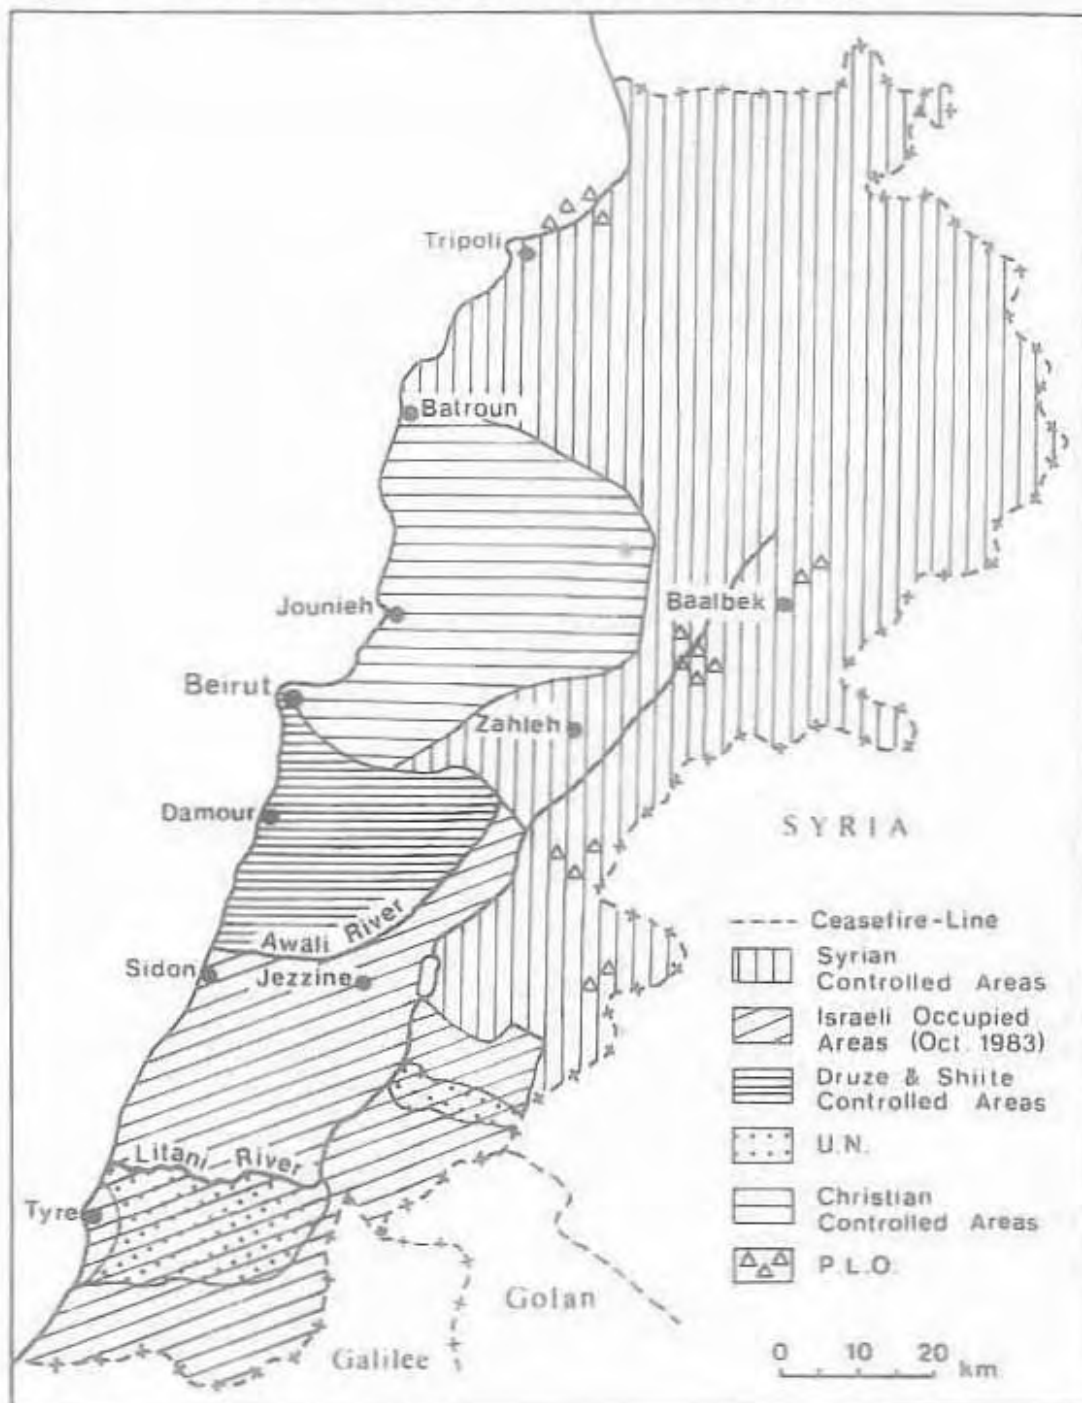 Tripoli
Batroun
Jounieh
Baalbek
Beirut
Zahleh
Damour
SYRIA
Awali River
Sidon
Jezzine
Litani River
Tyre
Golan
Galilee
Ceasefire-Line
Syrian
Controlled Areas
Israeli Occupied
Areas (Oct. 1983)
Druze & Shiite
Controlled Areas
U.N.
Christian
Controlled Areas
P.L.O.
0 10 20 km